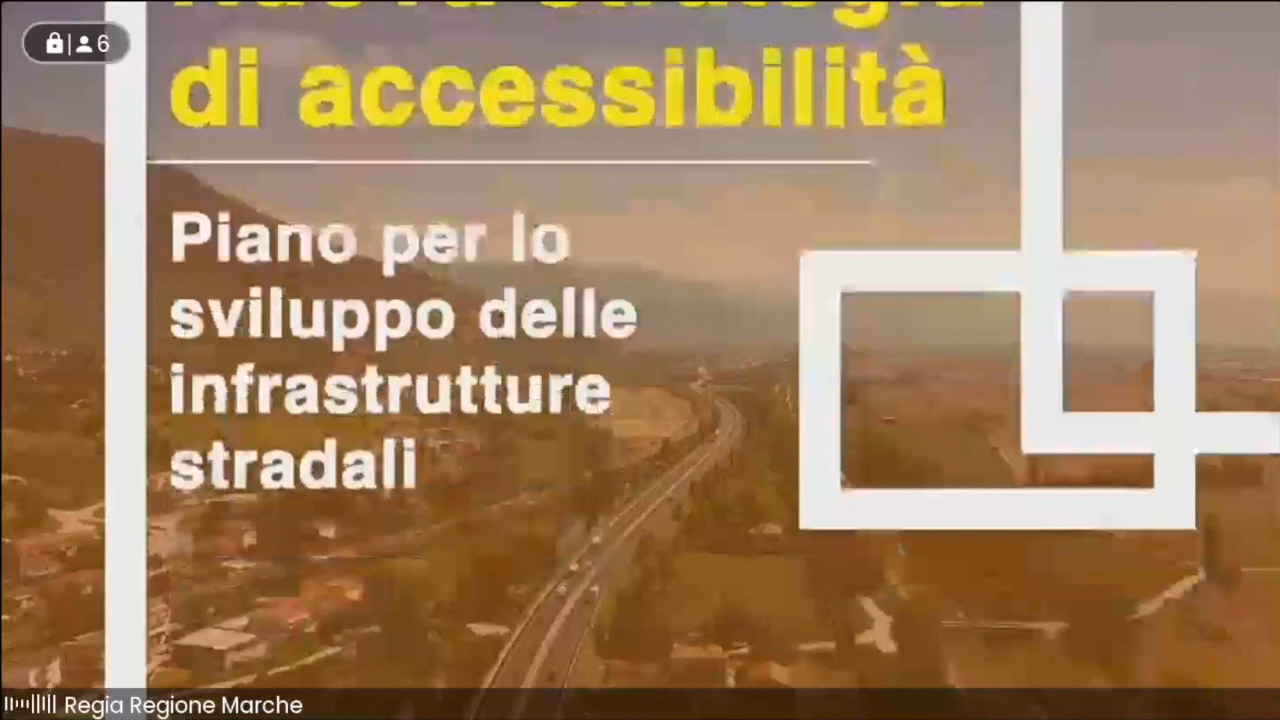 6
di accessibilità
Piano per lo
sviluppo delle
infrastrutture
stradali
Regia Regione Marche